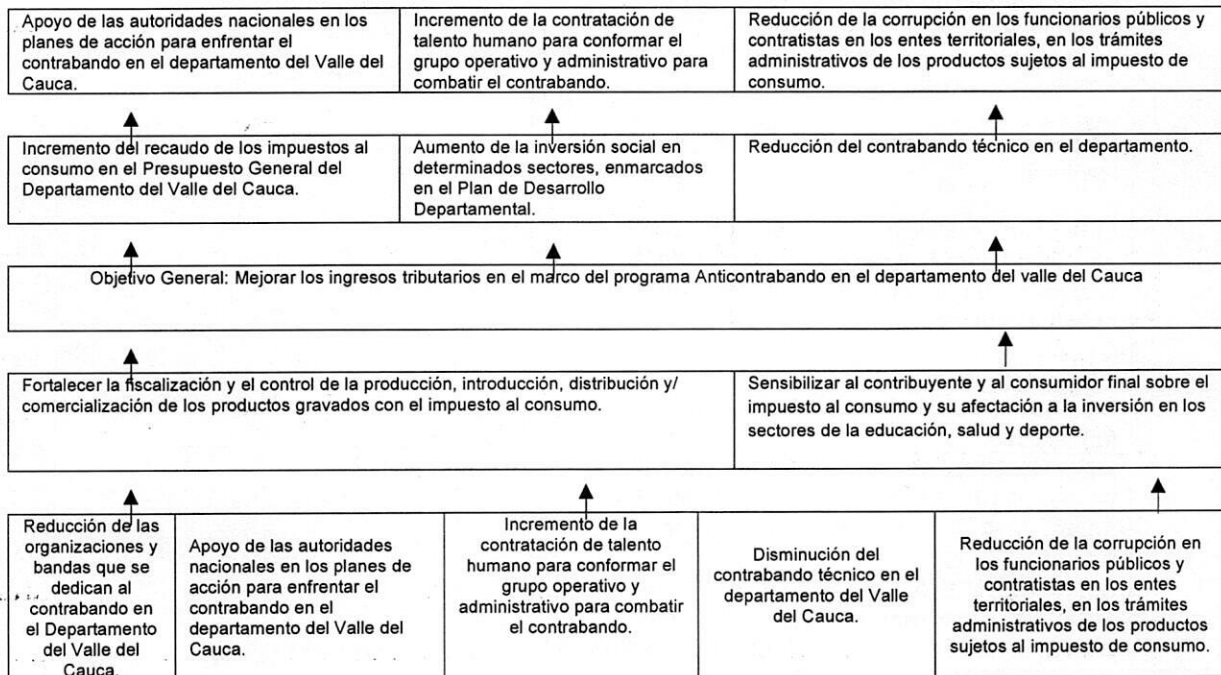 Apoyo de las autoridades nacionales en los
planes de acción para enfrentar el
contrabando en el departamento del Valle del
Cauca.
Incremento de la contratación de
talento humano para conformar el
grupo operativo y administrativo para
combatir el contrabando.
Reducción de la corrupción en los funcionarios públicos y
contratistas en los entes territoriales, en los trámites
administrativos de los productos sujetos al impuesto de
consumo.
Incremento del recaudo de los impuestos al
consumo en el Presupuesto General del
Departamento del Valle del Cauca.
Aumento de la inversión social en
determinados sectores, enmarcados
en el Plan de Desarrollo
Departamental.
Reducción del contrabando técnico en el departamento.
Objetivo General: Mejorar los ingresos tributarios en el marco del programa Anticontrabando en el departamento del valle del Cauca
Fortalecer la fiscalización y el control de la producción, introducción, distribución y/
comercialización de los productos gravados con el impuesto al consumo.
Sensibilizar al contribuyente y al consumidor final sobre el
impuesto al consumo y su afectación a la inversión en los
sectores de la educación, salud y deporte.
Reducción de las
organizaciones y
bandas que se
dedican al
contrabando en
el Departamento
del Valle del
Cauca.
Apoyo de las autoridades
nacionales en los planes de
acción para enfrentar el
contrabando en el
departamento del Valle del
Cauca.
Incremento de la
contratación de talento
humano para conformar el
grupo operativo y
administrativo para combatir
el contrabando.
Disminución del
contrabando técnico en el
departamento del Valle
del Cauca.
Reducción de la corrupción en
los funcionarios públicos y
contratistas en los entes
territoriales, en los trámites
administrativos de los productos
sujetos al impuesto de consumo.